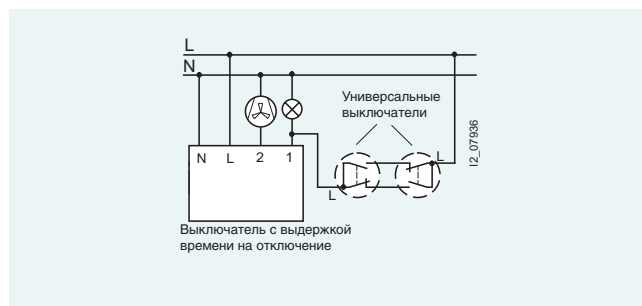 L
N
Универсальные
выключатели
I2_07936
L
N L 2 1
L
Выключатель с выдержкой
времени на отключение